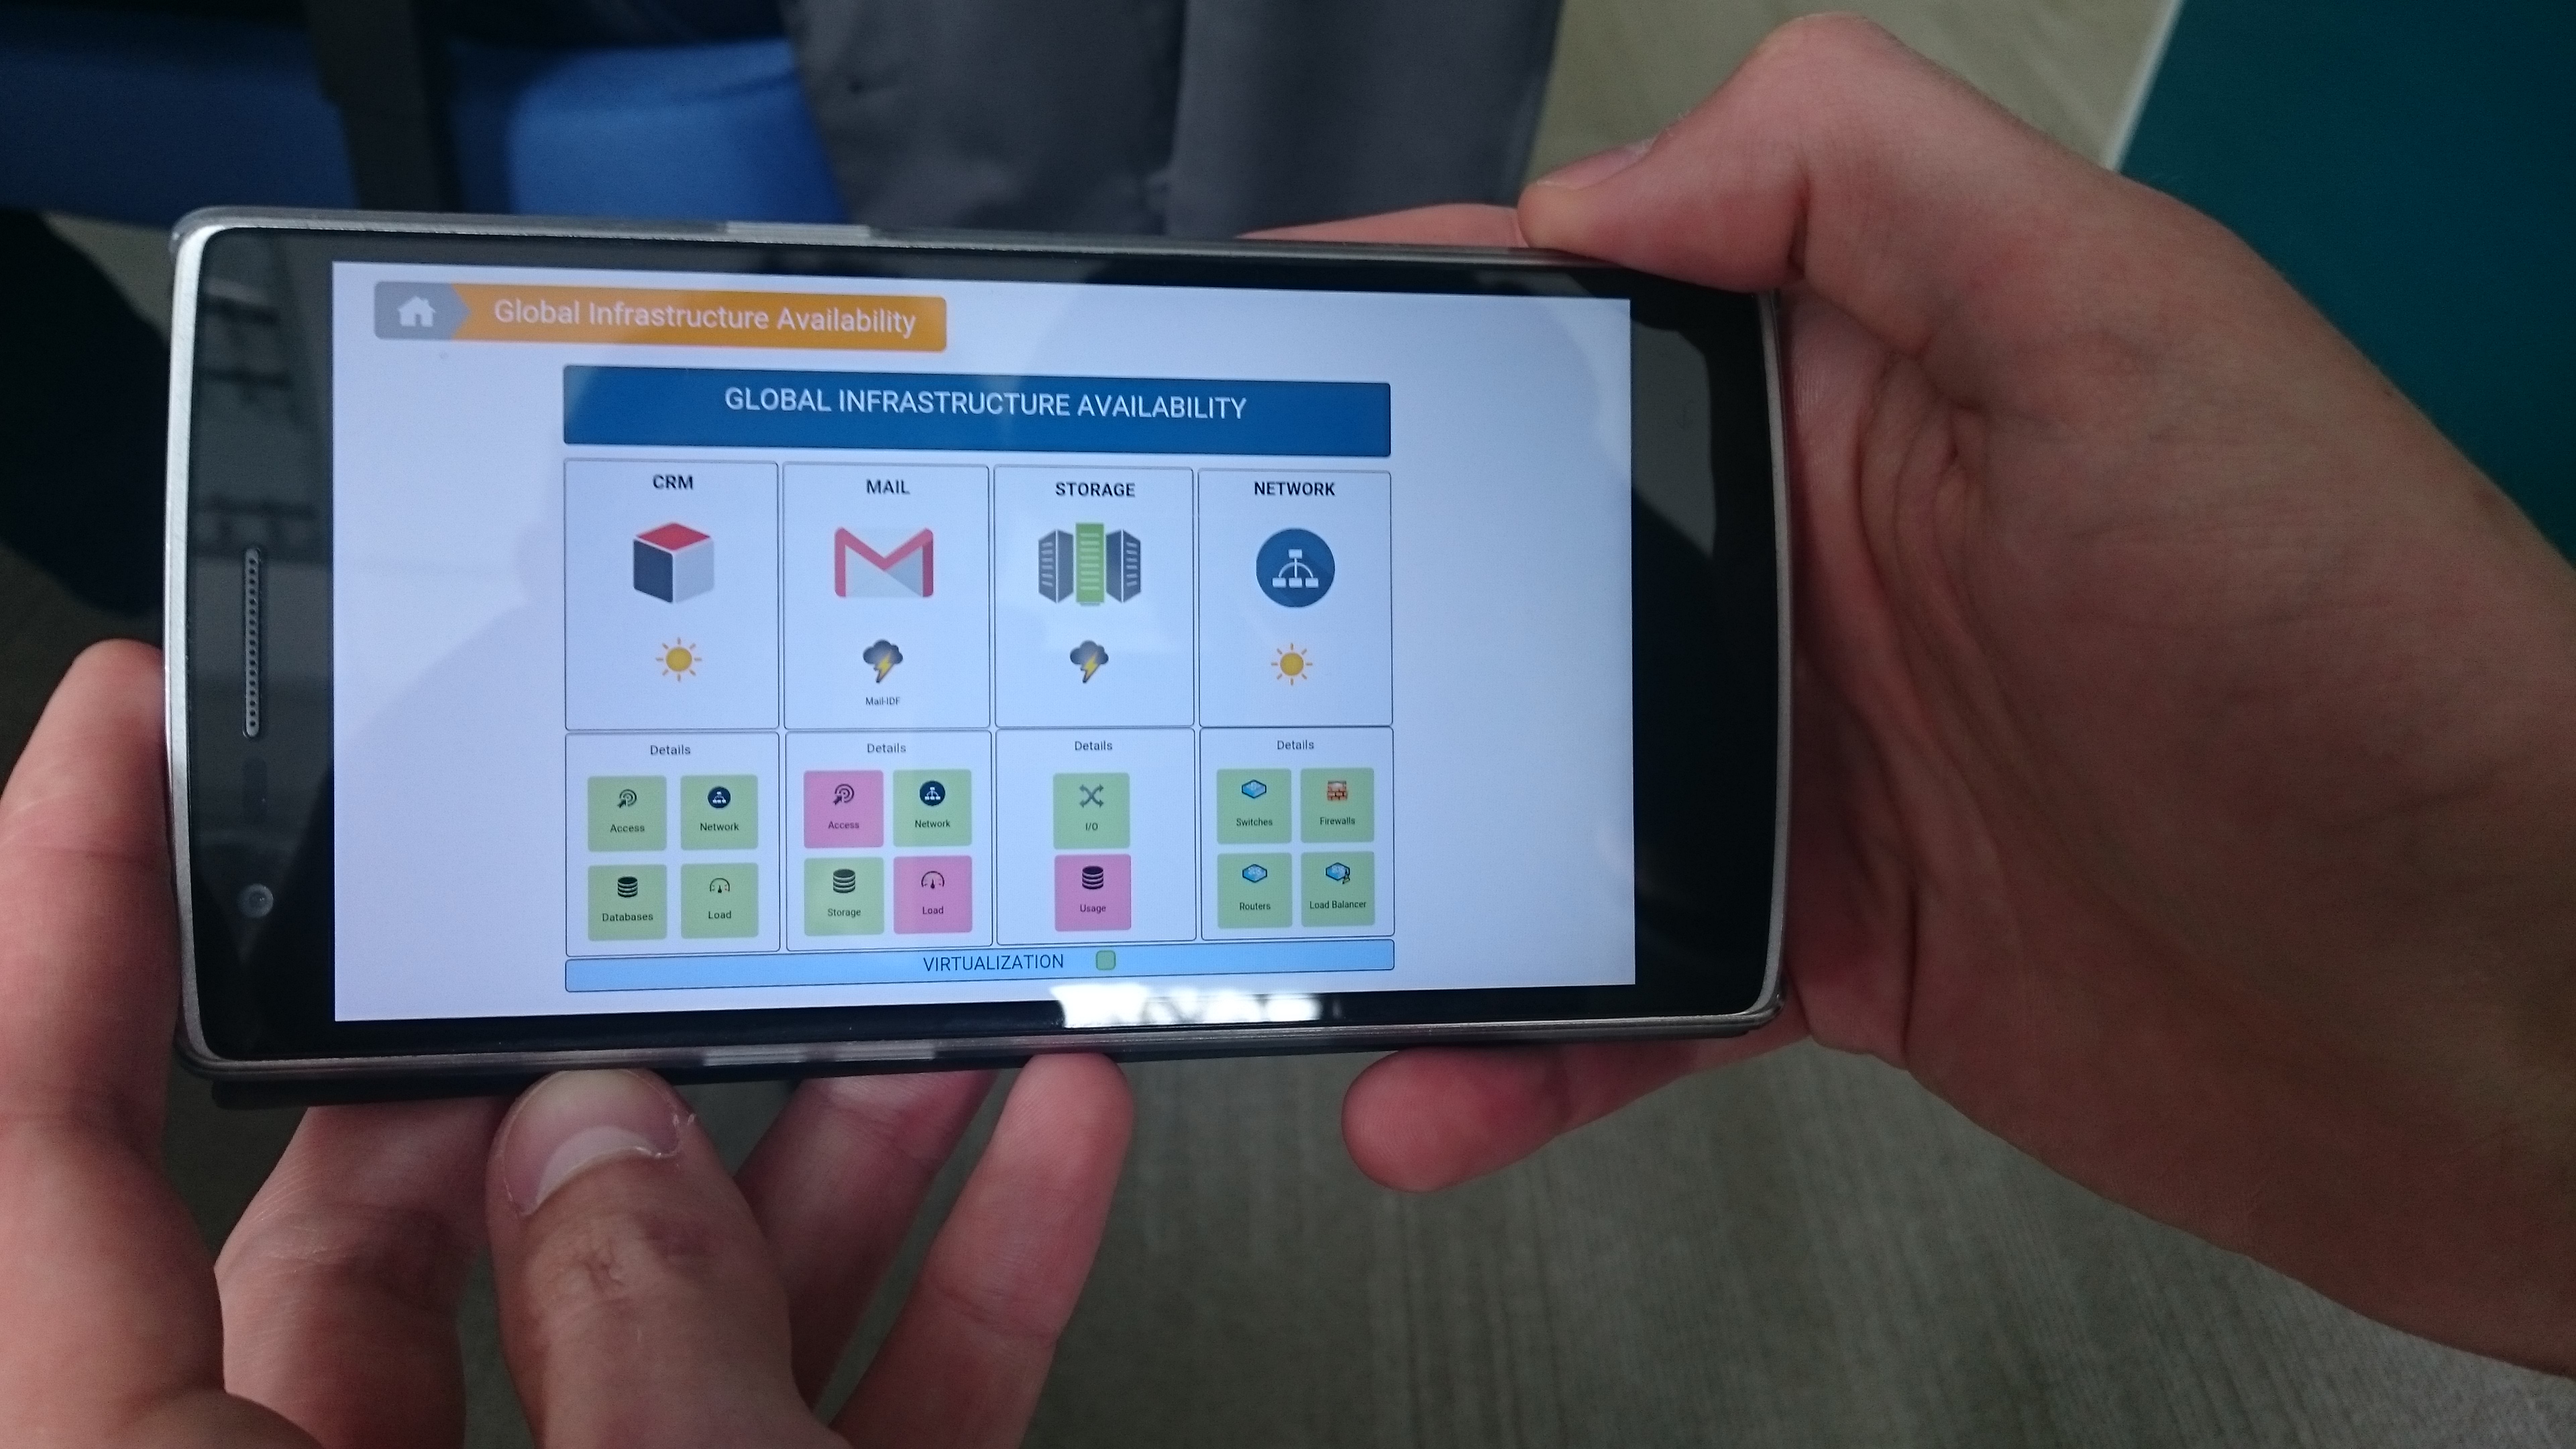 Global Infrastructure Availability
GLOBAL INFRASTRUCTURE AVAILABILITY
CRM
MAIL
STORAGE
NETWORK
Mail-IDF
Details
Details
Details
Details
Access
Network
Access
Network
I/O
Switches
Firewalls
Databases
Load
Storage
Load
Usage
Routers
Load Balancer
VIRTUALIZATION